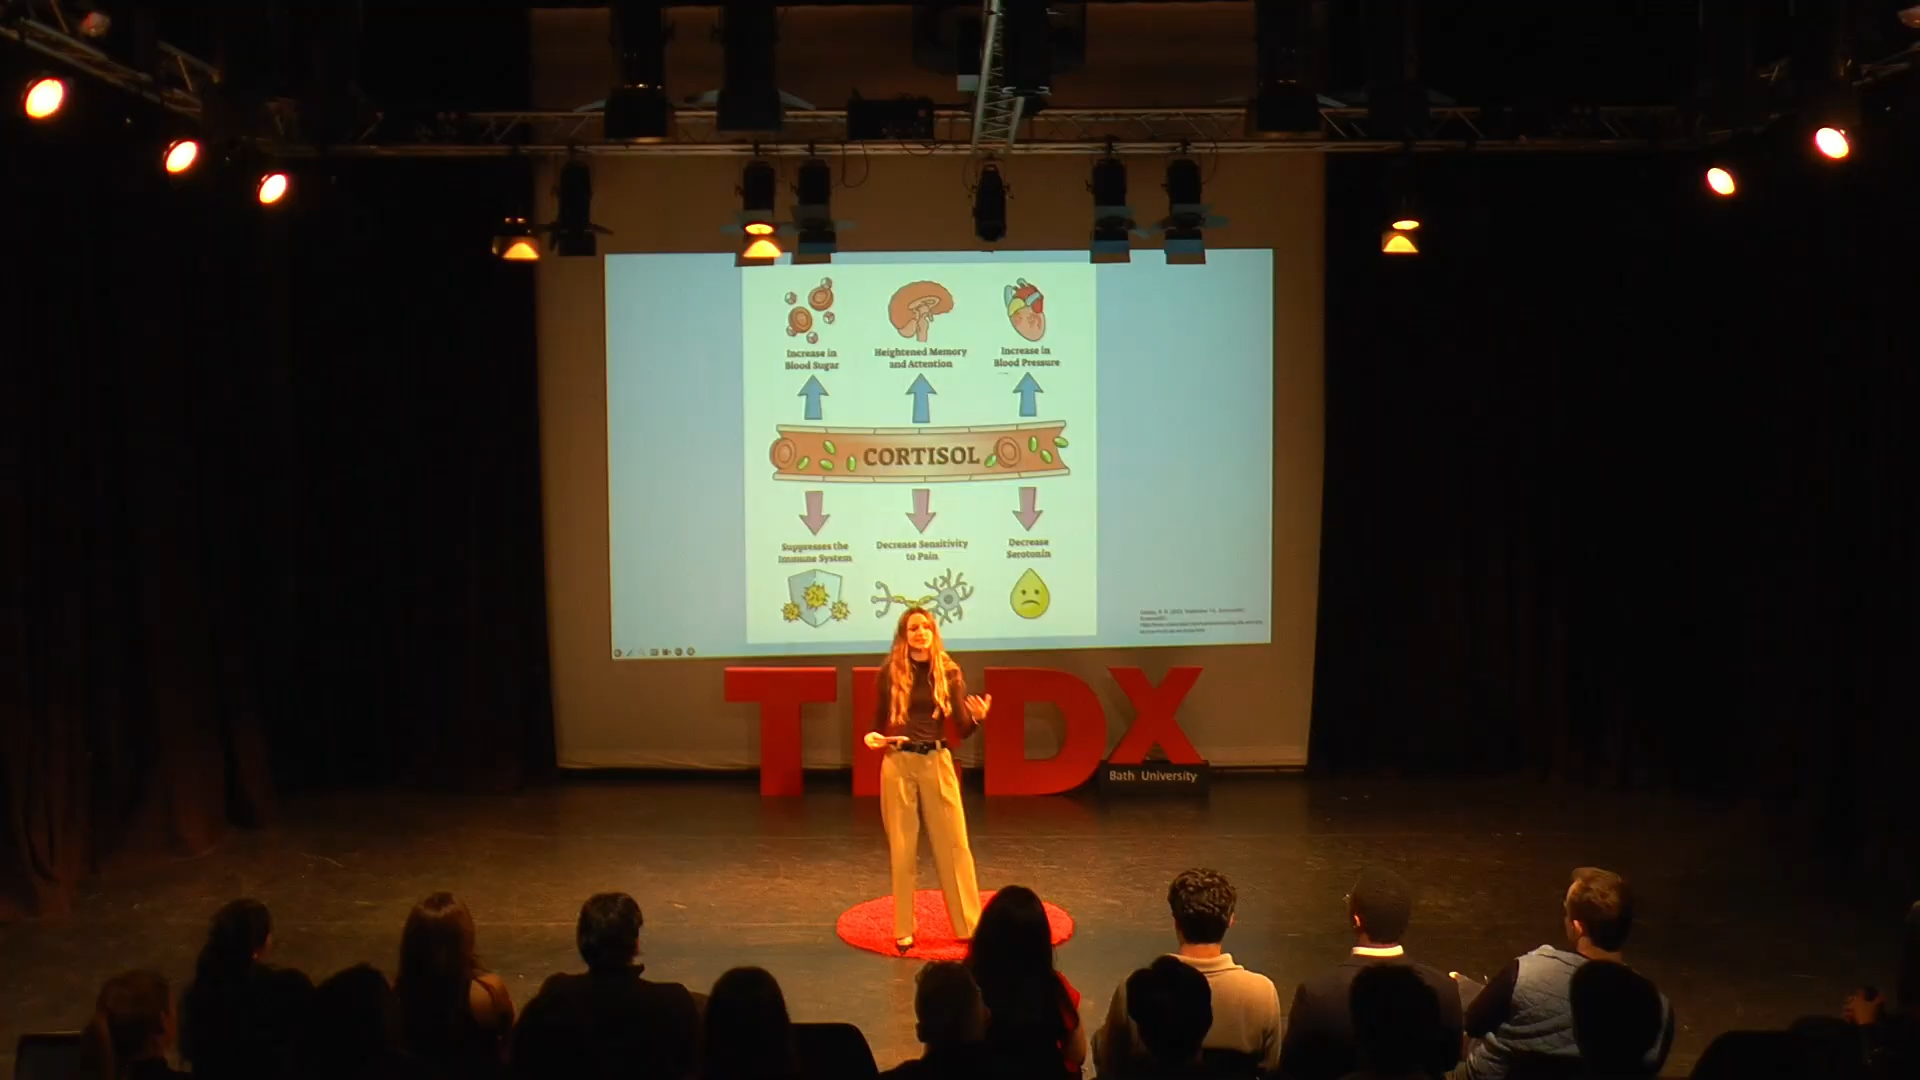 Increase in
Blood Sugar
Heightened Memory
and Attention
Increase in
Blood Pressure
CORTISOL
Suppresses the
Immune System
Decrease Sensitivity
to Pain
Decrease
Serotonin
TEDX
Bath University